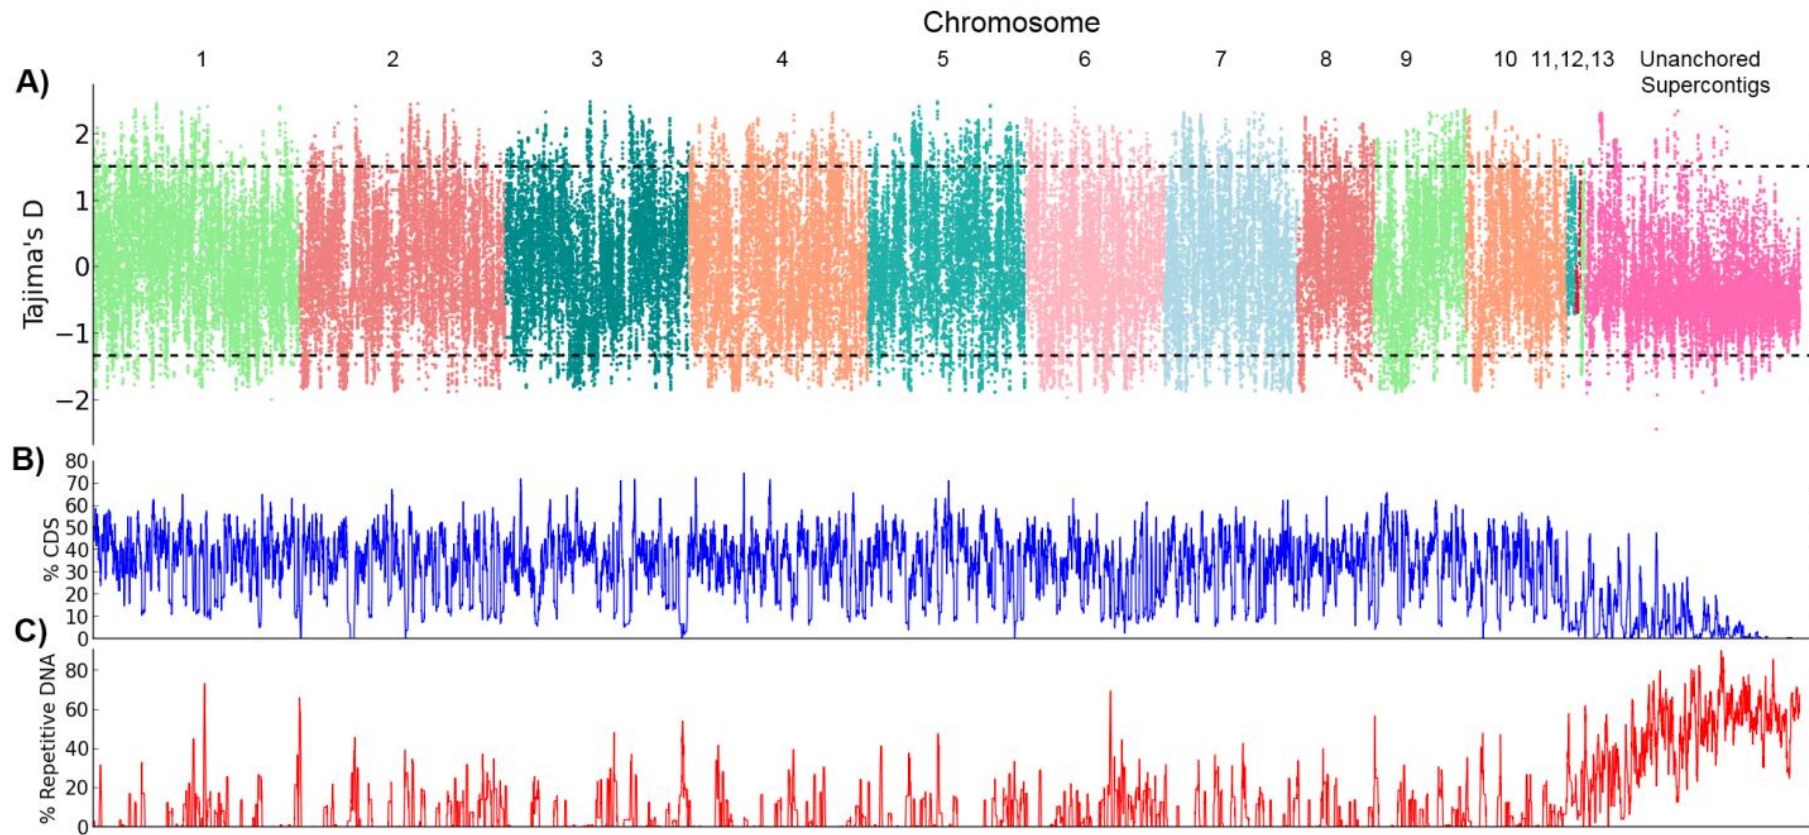 Chromosome
1 2 3 4 5 6 7 8 9 10 11,12,13 Unanchored
Supercontigs
A)
Tajima's D
2
1
0
−1
−2
B)
% CDS
80
70
60
50
40
30
20
10
0
C)
% Repetitive DNA
80
60
40
20
0